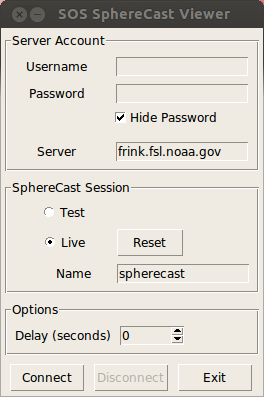 SOS SphereCast Viewer
Server Account
Username
Password
Hide Password
Server frink.fsl.noaa.gov
SphereCast Session
Test
Live Reset
Name spherecast
Options
Delay (seconds) 0
Connect Disconnect Exit